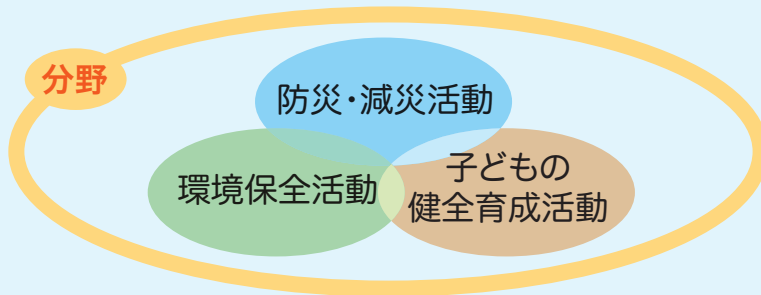 分野
防災・減災活動
環境保全活動
子どもの
健全育成活動